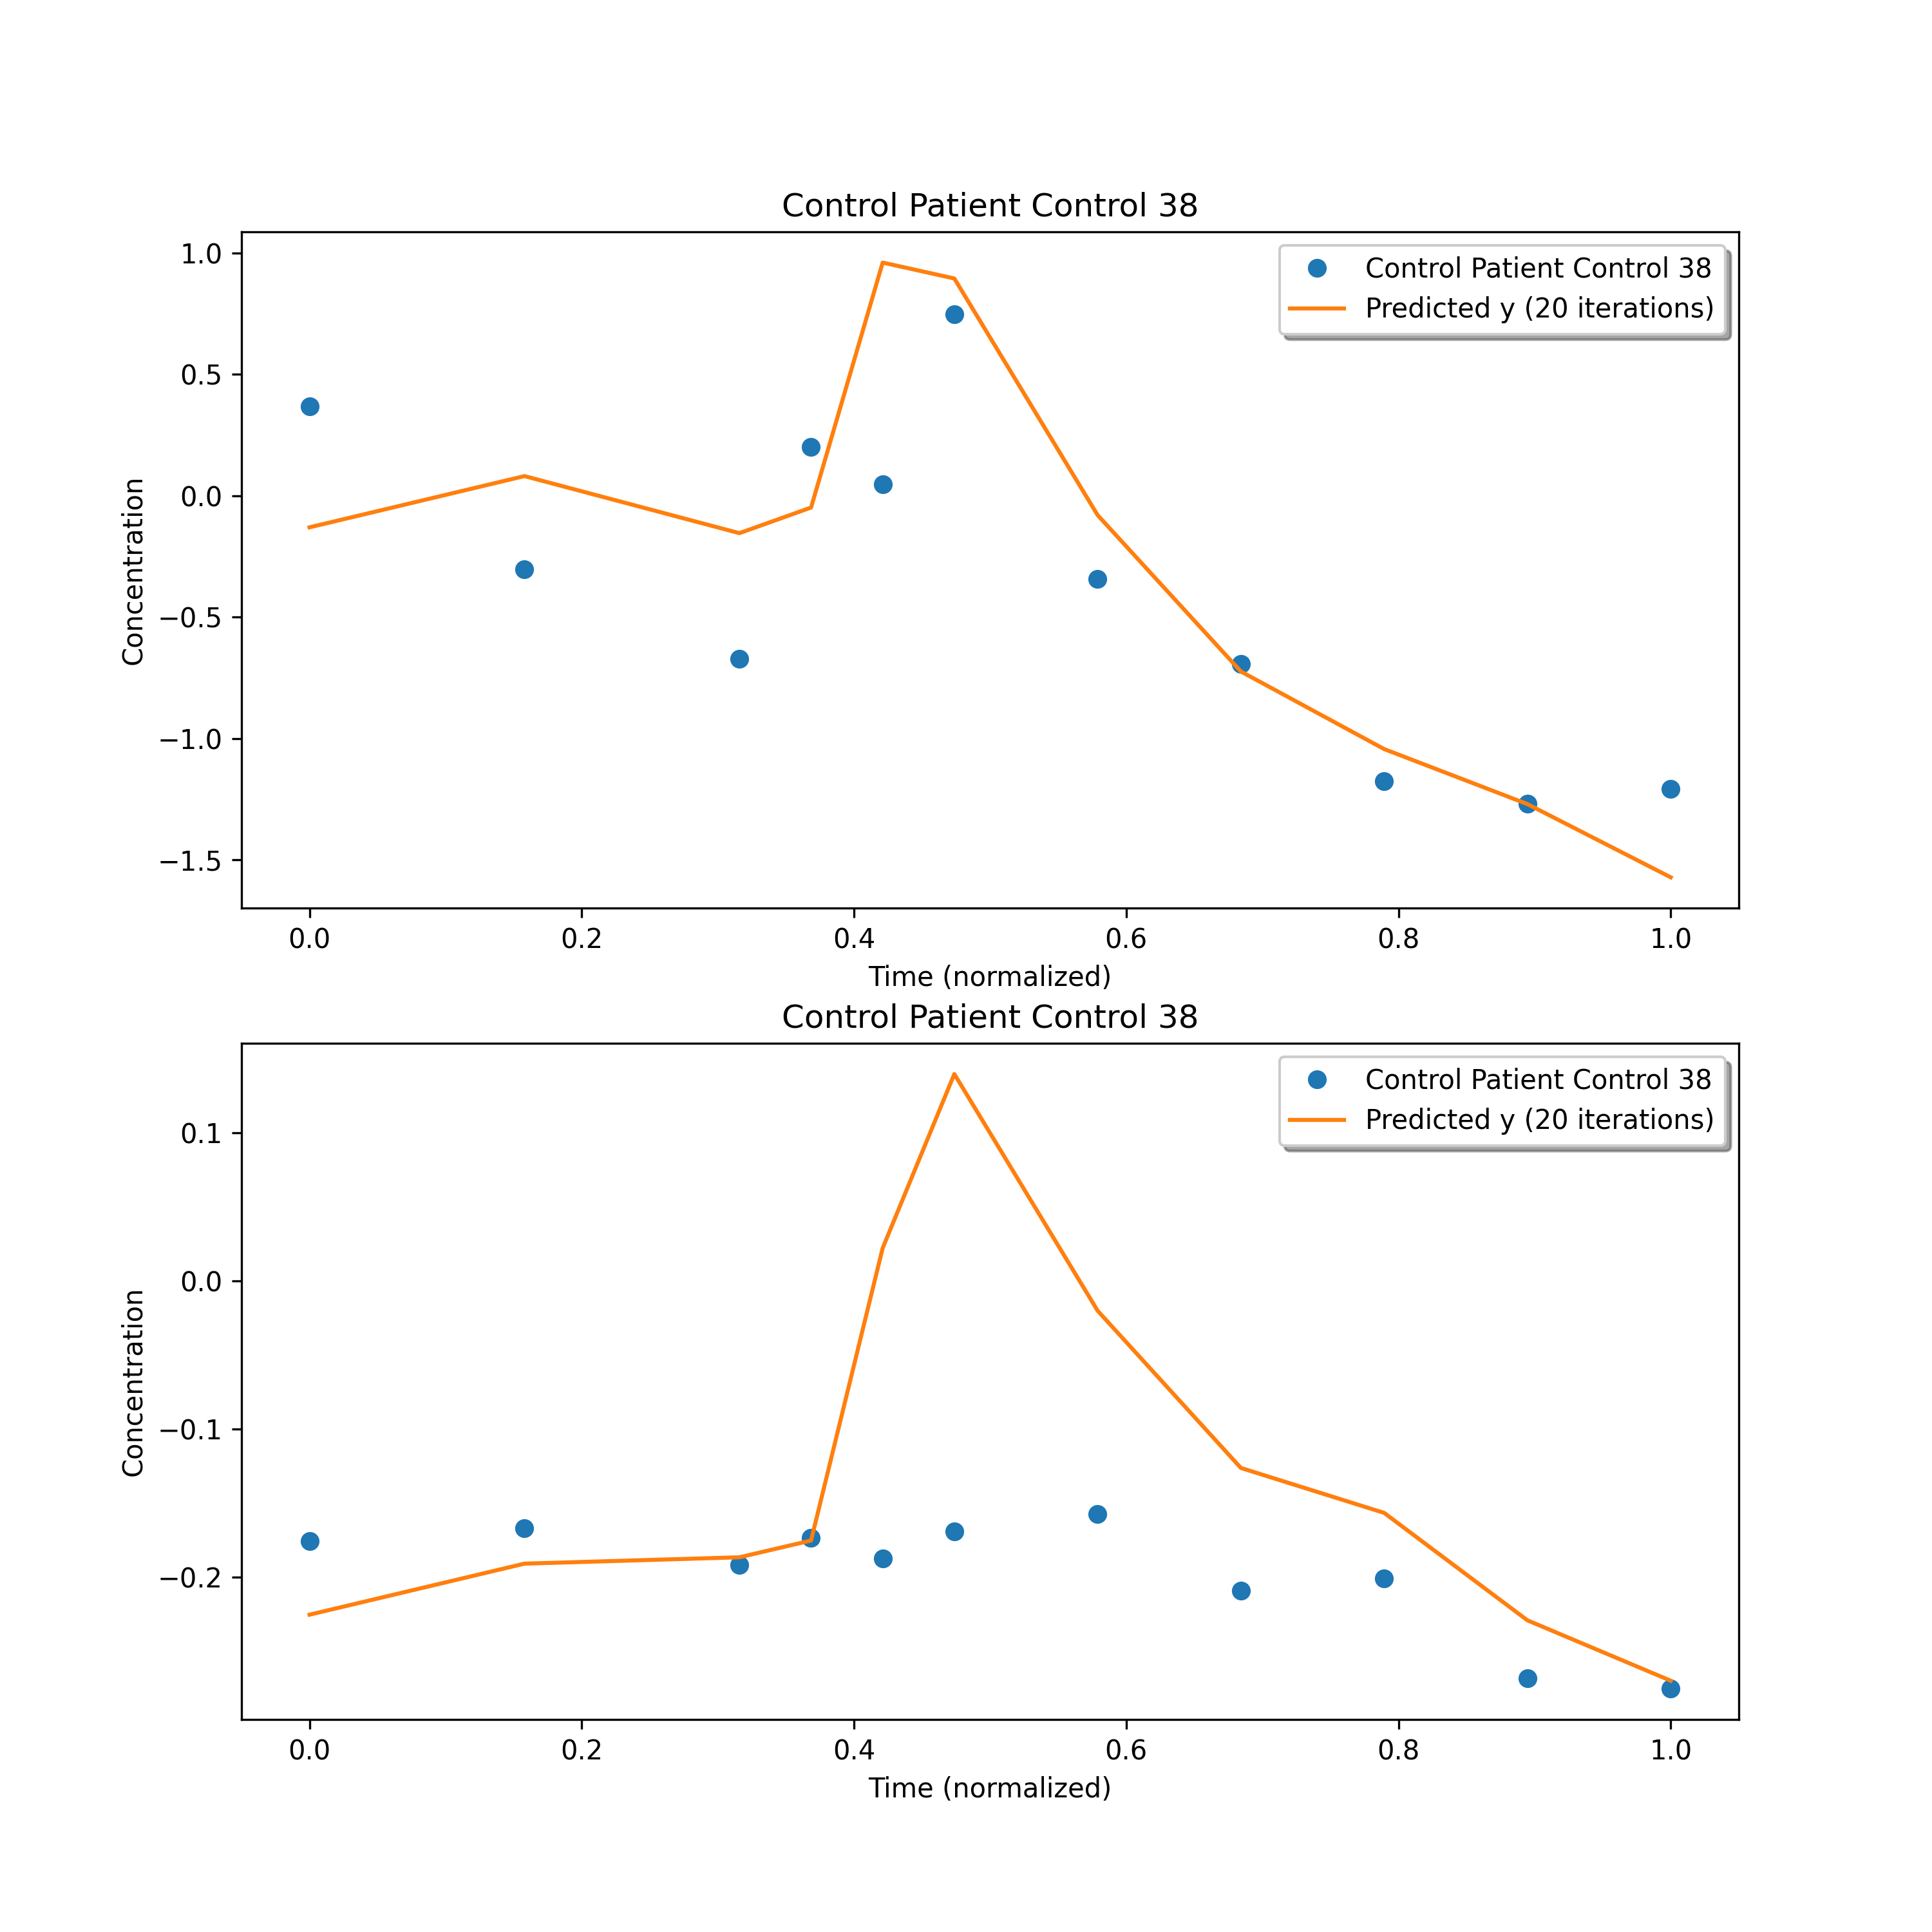 Control Patient Control 38
1.0
0.5
0.0
−0.5
−1.0
−1.5
Concentration
Control Patient Control 38
Predicted y (20 iterations)
0.0 0.2 0.4 0.6 0.8 1.0
Time (normalized)
Control Patient Control 38
0.1
0.0
−0.1
−0.2
Concentration
Control Patient Control 38
Predicted y (20 iterations)
0.0 0.2 0.4 0.6 0.8 1.0
Time (normalized)